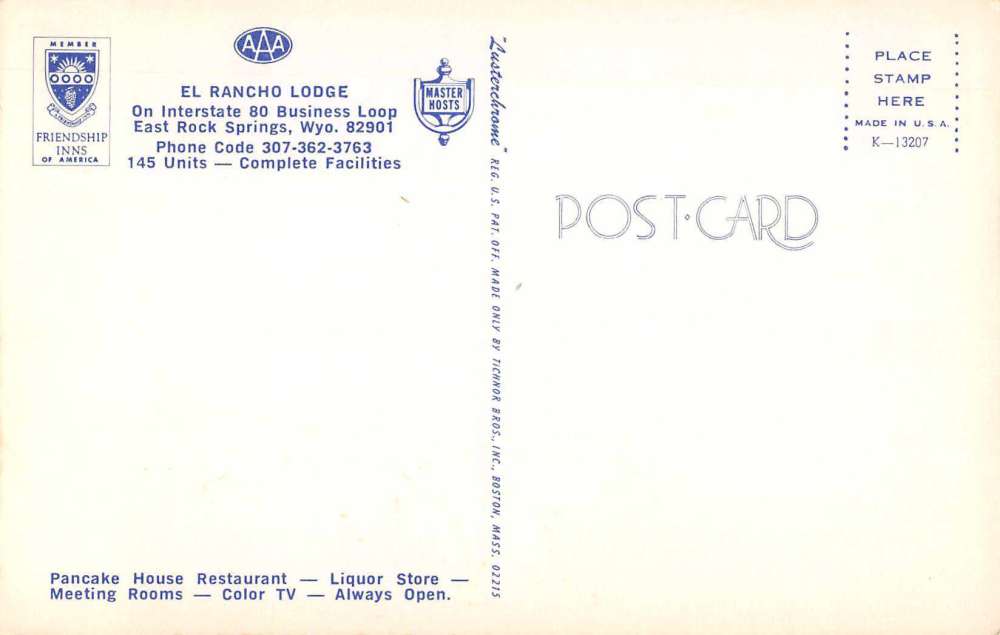 MEMBER
FRIENDSHIP
INNS
OF AMERICA
AAA
EL RANCHO LODGE
On Interstate 80 Business Loop
East Rock Springs, Wyo. 82901
Phone Code 307-362-3763
145 Units — Complete Facilities
MASTER
HOSTS
Pancake House Restaurant — Liquor Store —
Meeting Rooms — Color TV — Always Open.
"Lusterchrome" REG. U.S. PAT. OFF. MADE ONLY BY TICHNOR BROS., INC., BOSTON, MASS. 02215
POST·CARD
PLACE
STAMP
HERE
MADE IN U.S.A.
K—13207